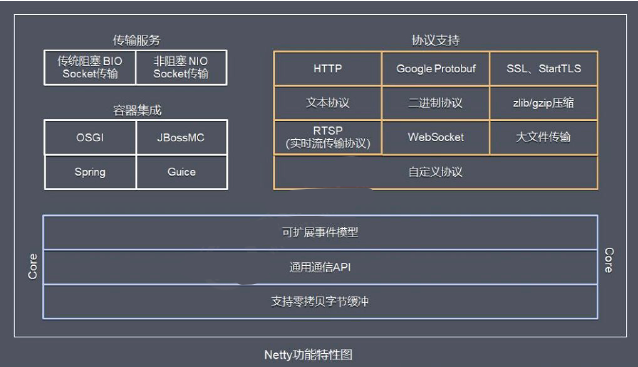 传输服务
传统阻塞 BIO
Socket传输
非阻塞 NIO
Socket传输
容器集成
OSGI
JBossMC
Spring
Guice
协议支持
HTTP
Google Protobuf
SSL、StartTLS
文本协议
二进制协议
zlib/gzip压缩
RTSP
(实时流传输协议)
WebSocket
大文件传输
自定义协议
Core
可扩展事件模型
通用通信API
支持零拷贝字节缓冲
Core
Netty功能特性图